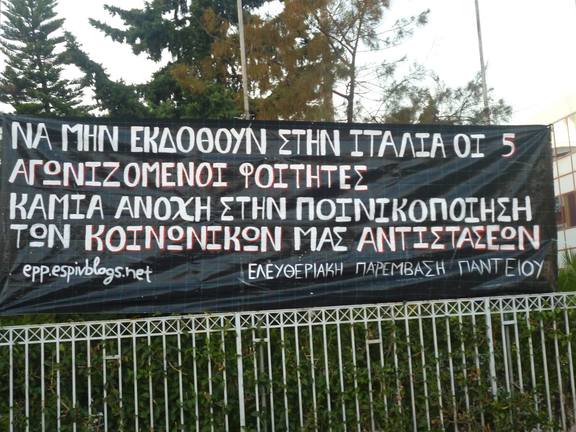 ΝΑ ΜΗΝ ΕΚΔΟΘΟΥΝ ΣΤΗΝ ΙΤΑΛΙΑ ΟΙ 5
ΑΓΩΝΙΖΟΜΕΝΟΙ ΦΟΙΤΗΤΕΣ
ΚΑΜΙΑ ΑΝΟΧΗ ΣΤΗΝ ΠΟΙΝΙΚΟΠΟΙΗΣΗ
ΤΩΝ ΚΟΙΝΩΝΙΚΩΝ ΜΑΣ ΑΝΤΙΣΤΑΣΕΩΝ
epp.espivblogs.net ΕΛΕΥΘΕΡΙΑΚΗ ΠΑΡΕΜΒΑΣΗ ΠΑΝΤΕΙΟΥ